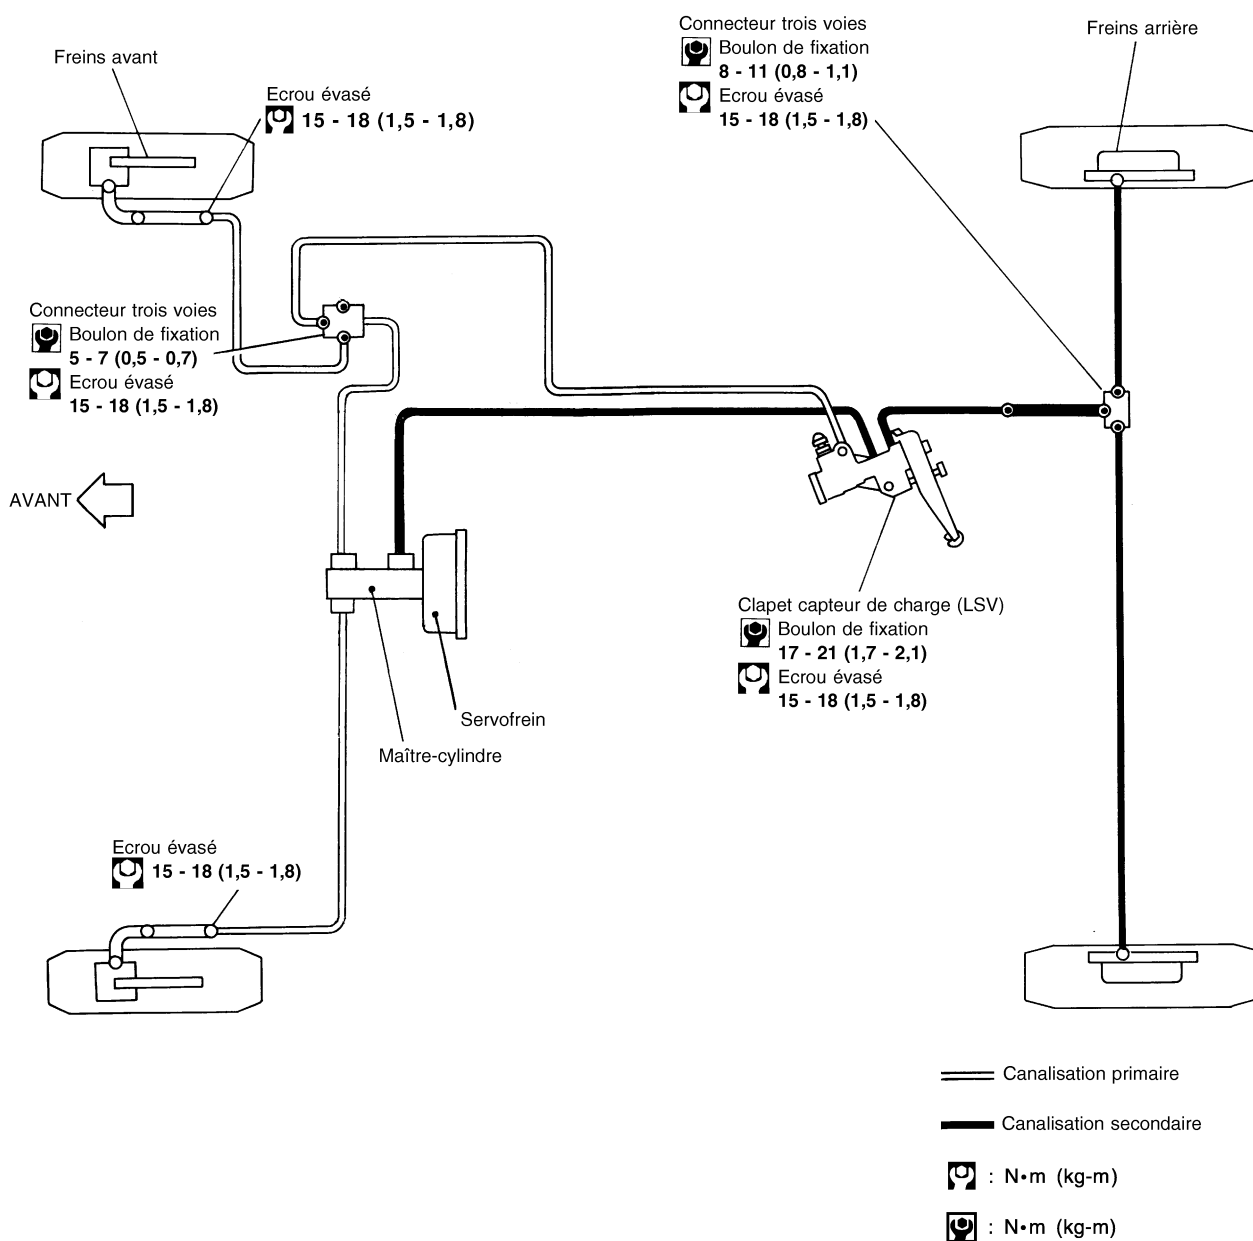 Connecteur trois voies
Boulon de fixation
8 - 11 (0,8 - 1,1)
Ecrou évasé
15 - 18 (1,5 - 1,8)
Freins arrière
Freins avant
Ecrou évasé
15 - 18 (1,5 - 1,8)
Connecteur trois voies
Boulon de fixation
5 - 7 (0,5 - 0,7)
Ecrou évasé
15 - 18 (1,5 - 1,8)
AVANT
Clapet capteur de charge (LSV)
Boulon de fixation
17 - 21 (1,7 - 2,1)
Ecrou évasé
15 - 18 (1,5 - 1,8)
Servofrein
Maître-cylindre
Ecrou évasé
15 - 18 (1,5 - 1,8)
Canalisation primaire
Canalisation secondaire
: N•m (kg-m)
: N•m (kg-m)